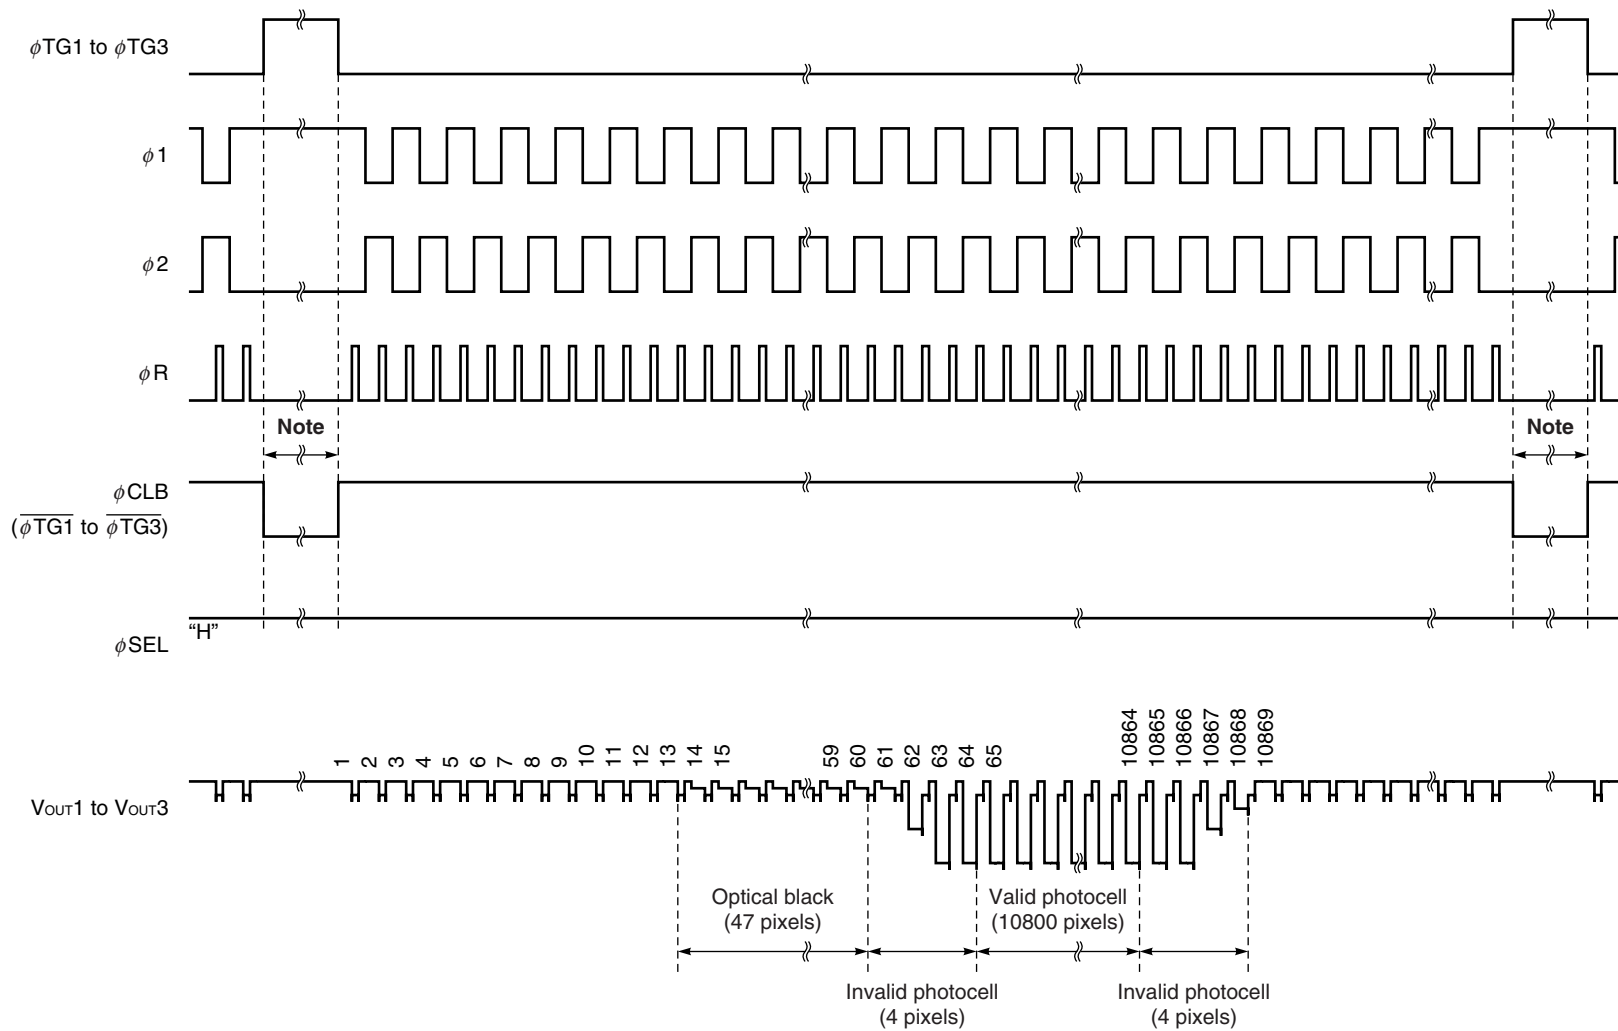 φTG1 to φTG3
φ1
φ2
φR
Note
Note
φCLB
(φTG1 to φTG3)
"H"
φSEL
1 2 3 4 5 6 7 8 9 10 11 12 13 14 15 59 60 61 62 63 64 65 10864 10865 10866 10867 10868 10869
VOUT1 to VOUT3
Optical black
(47 pixels)
Valid photocell
(10800 pixels)
Invalid photocell
(4 pixels)
Invalid photocell
(4 pixels)